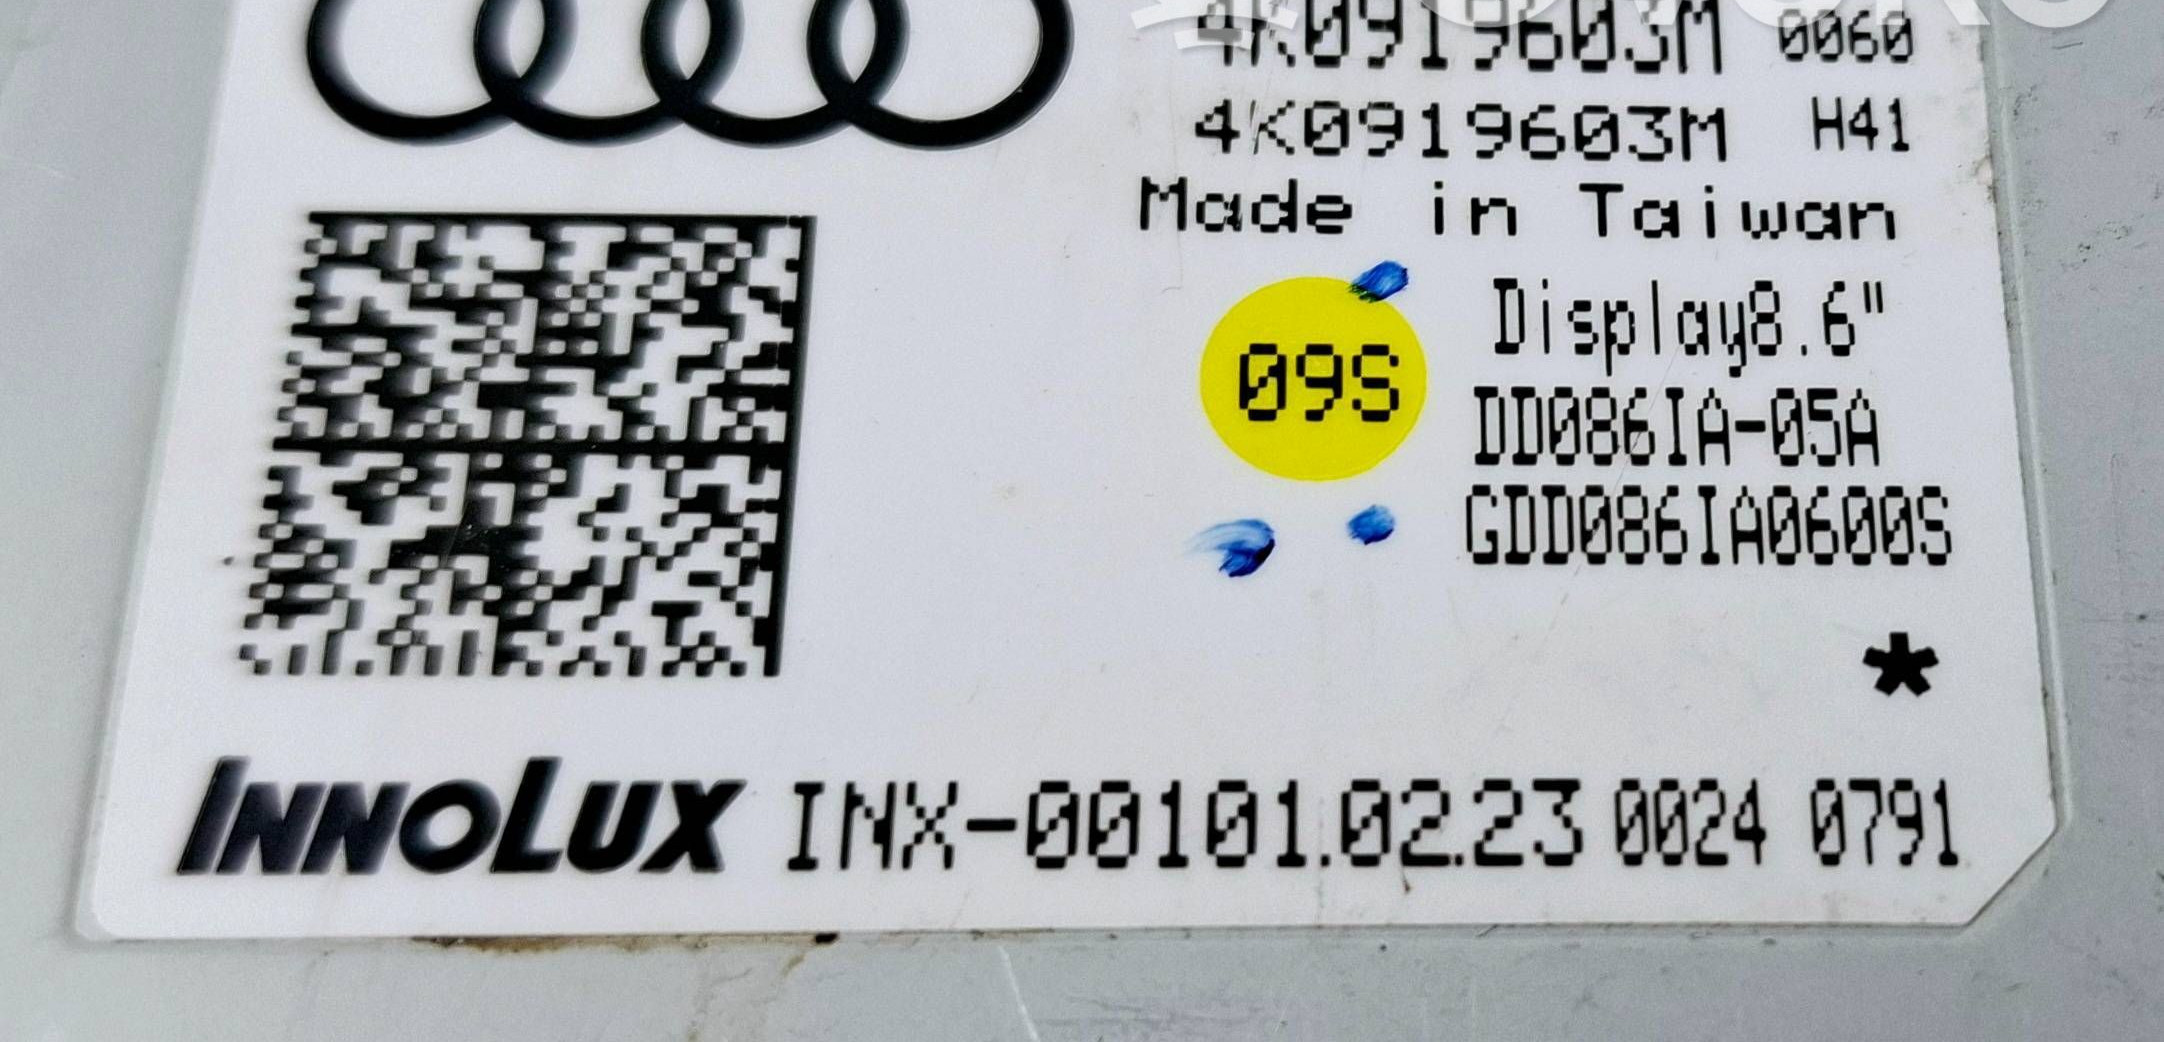 4K0919603M 0060
4K0919603M H41
Made in Taiwan
Display8.6"
09S
DD086IA-05A
GDD086IA0600S
*
INNOLUX INX-00101.02.23 0024 0791